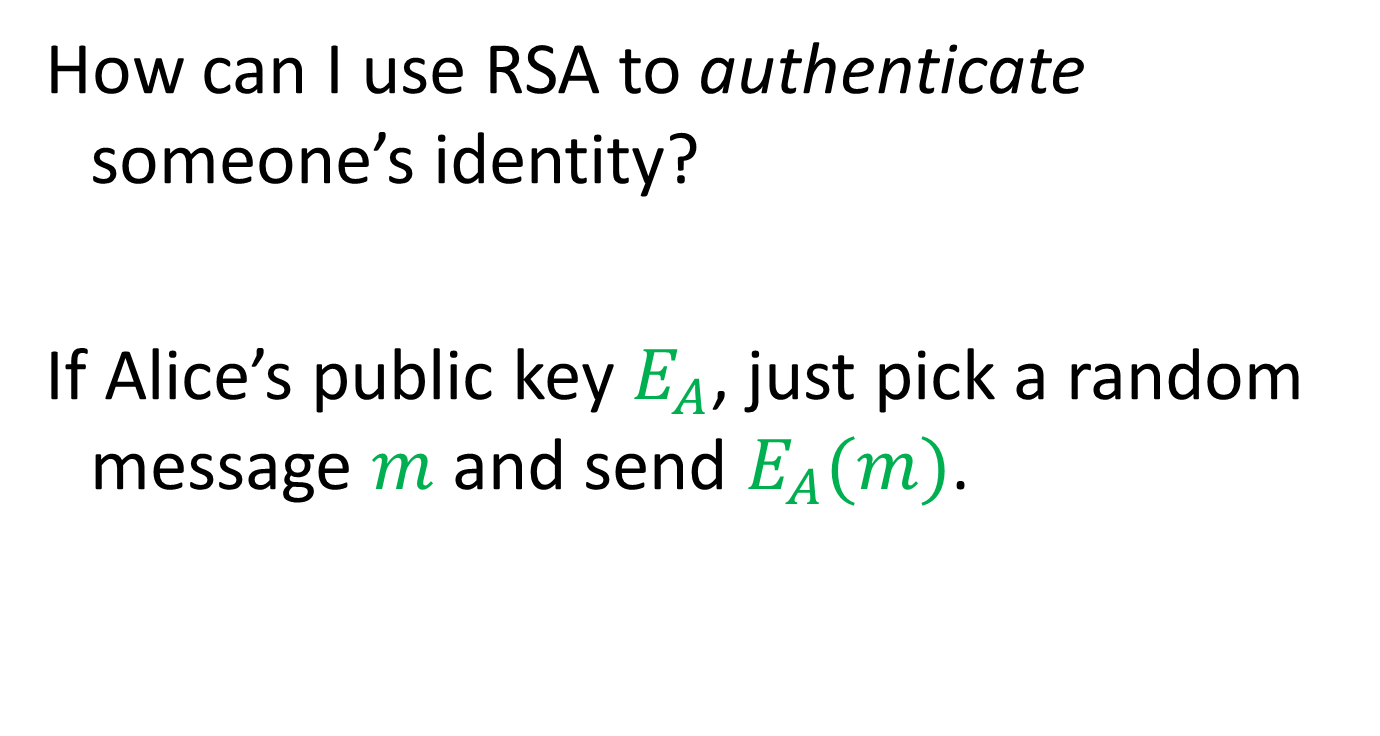 How can I use RSA to authenticate
someone’s identity?
If Alice’s public key E_A, just pick a random
message m and send E_A(m).